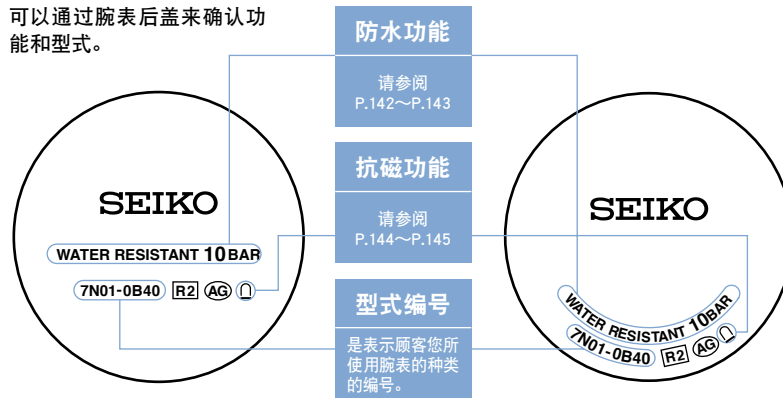 可以通过腕表后盖来确认功
能和型式。
防水功能
请参阅
P.142～P.143
抗磁功能
请参阅
P.144～P.145
型式编号
是表示顾客您所
使用腕表的种类
的编号。
SEIKO
WATER RESISTANT 10 BAR
7N01-0B40 R2 AG
SEIKO
WATER RESISTANT 10BAR
7N01-0B40 R2 AG